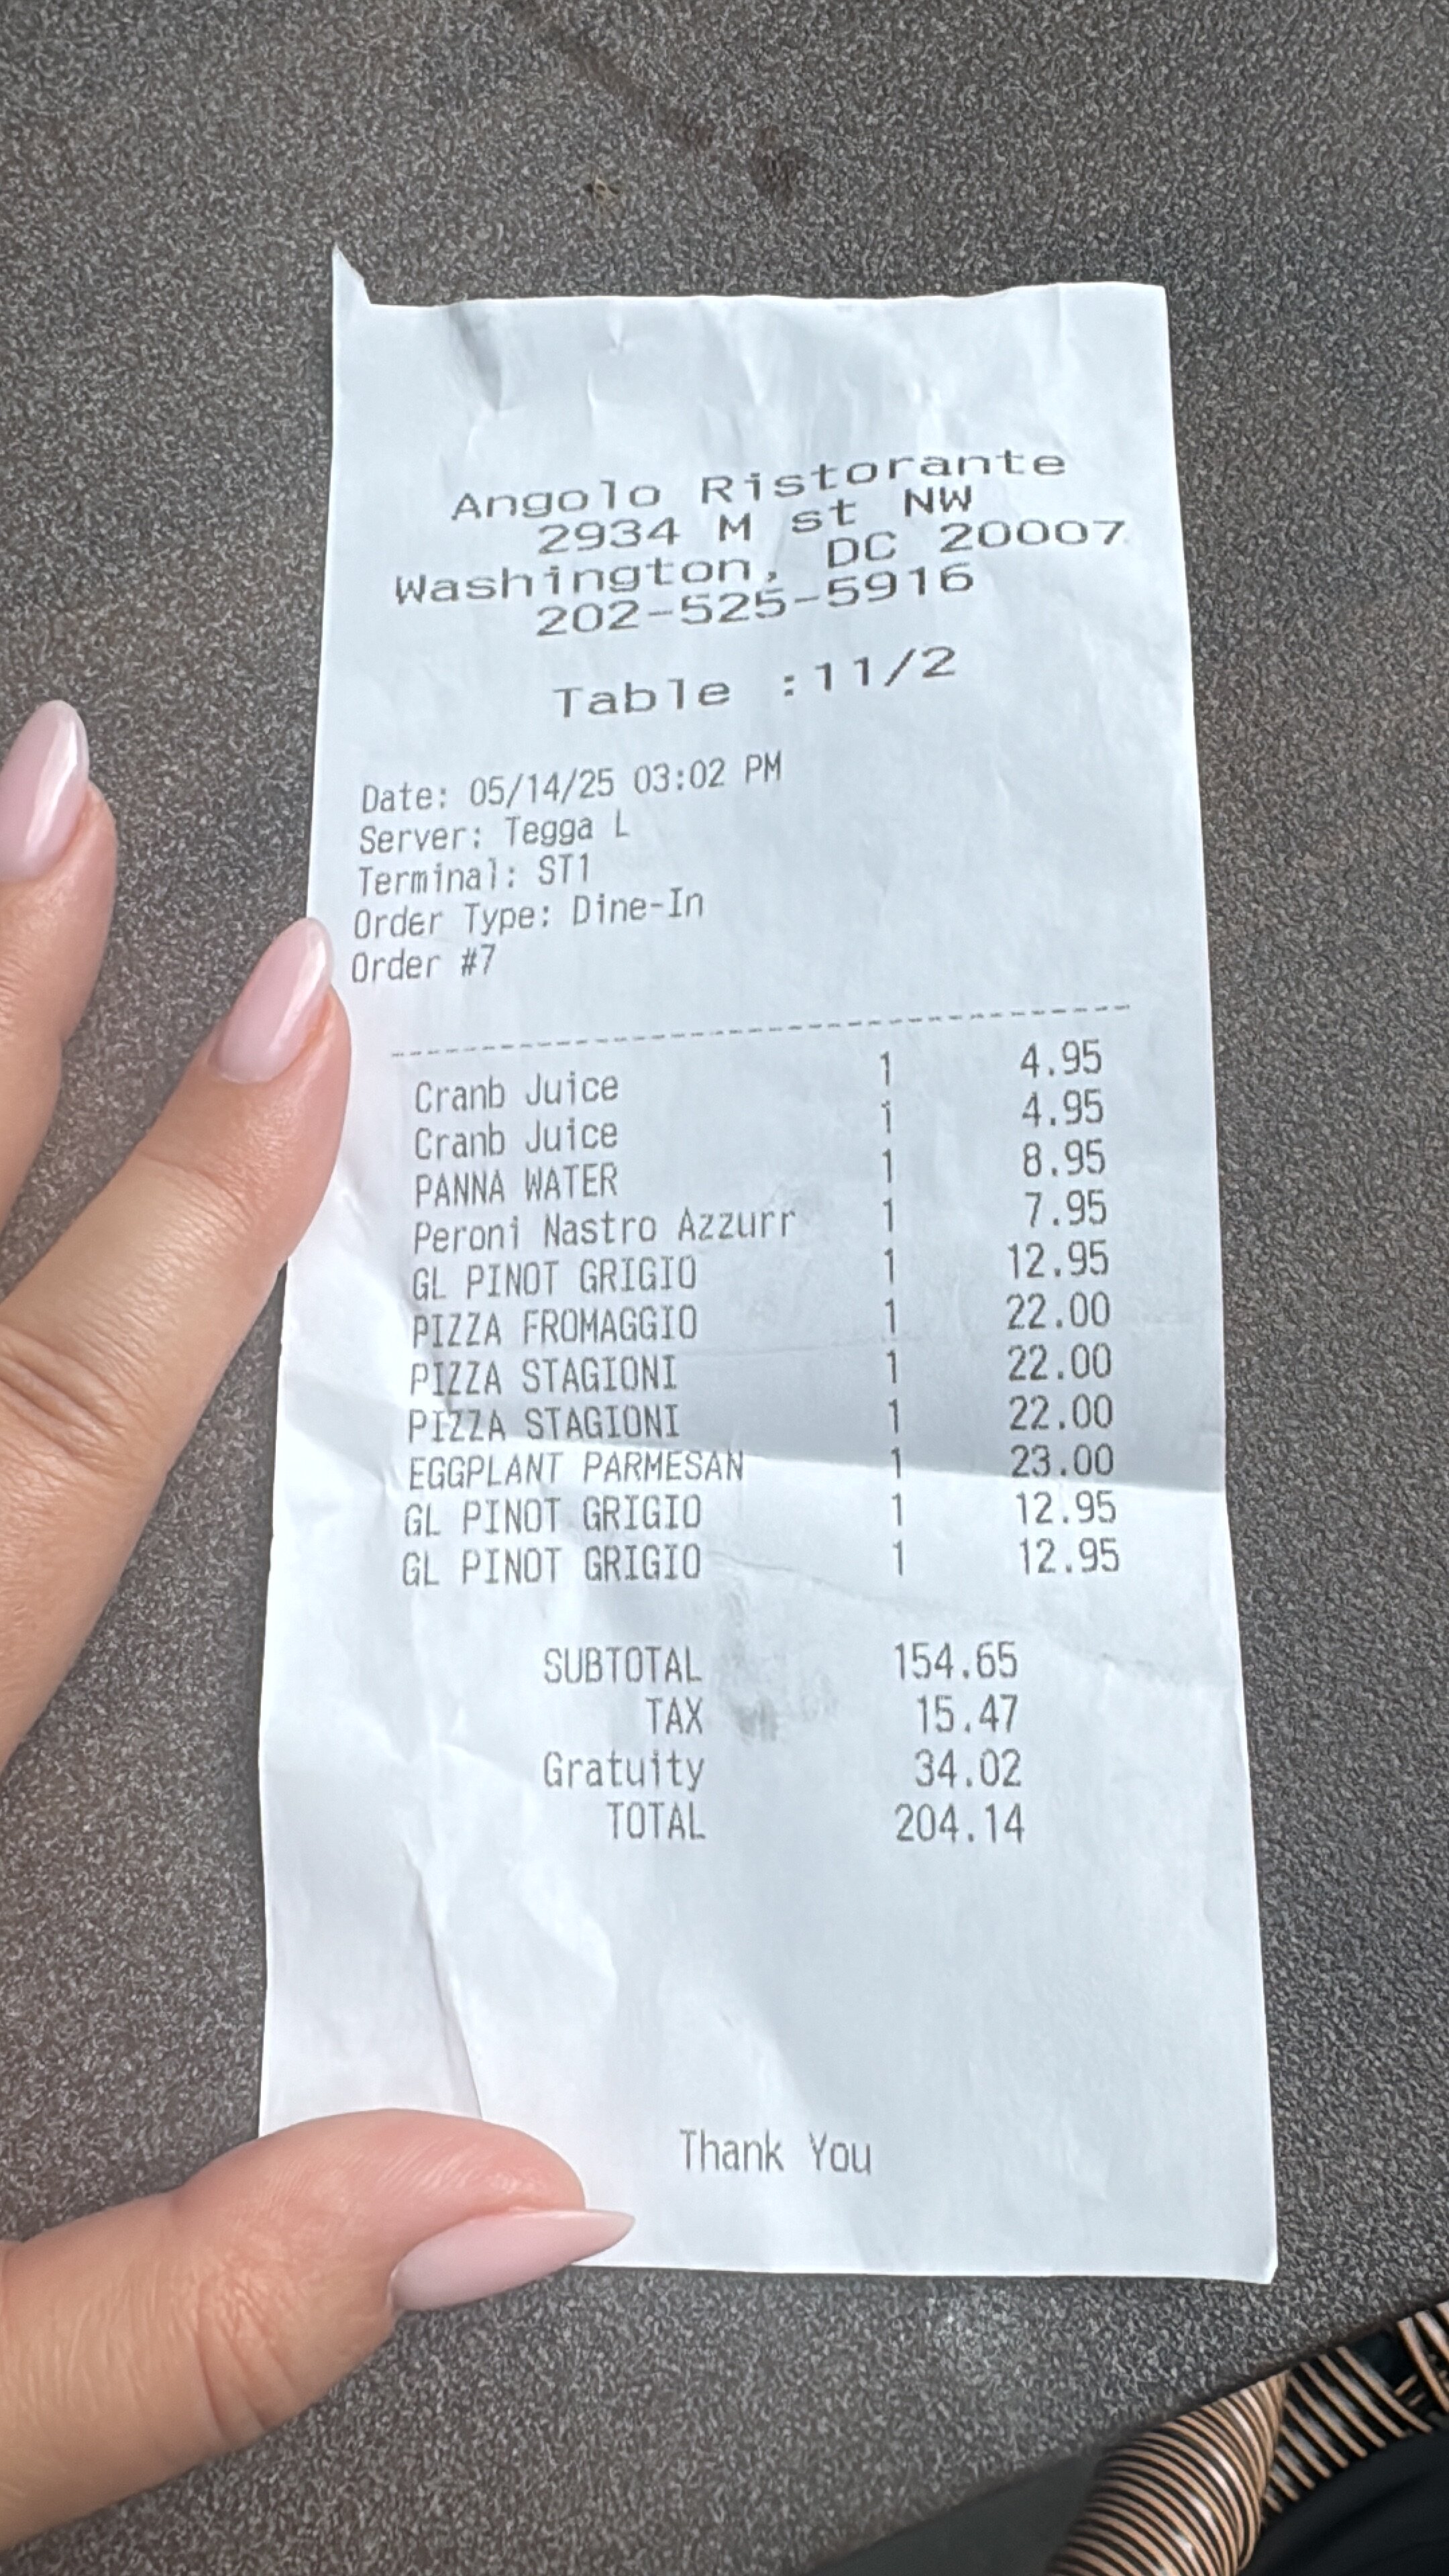 Angolo Ristorante
2934 M st NW
Washington, DC 20007
202-525-5916
Table :11/2
Date: 05/14/25 03:02 PM
Server: Tegga L
Terminal: ST1
Order Type: Dine-In
Order #7
Cranb Juice 1 4.95
Cranb Juice 1 4.95
PANNA WATER 1 8.95
Peroni Nastro Azzurr 1 7.95
GL PINOT GRIGIO 1 12.95
PIZZA FROMAGGIO 1 22.00
PIZZA STAGIONI 1 22.00
PIZZA STAGIONI 1 22.00
EGGPLANT PARMESAN 1 23.00
GL PINOT GRIGIO 1 12.95
GL PINOT GRIGIO 1 12.95
SUBTOTAL 154.65
TAX 15.47
Gratuity 34.02
TOTAL 204.14
Thank You